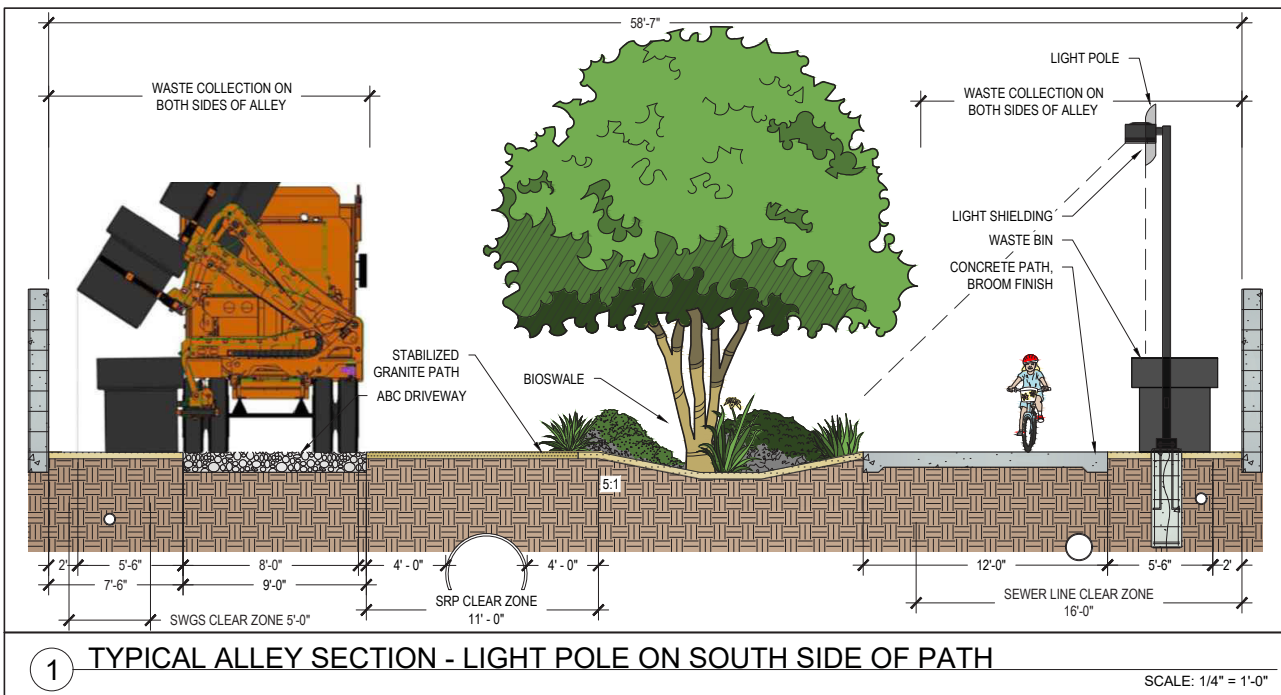 58'-7"
LIGHT POLE
WASTE COLLECTION ON
BOTH SIDES OF ALLEY
WASTE COLLECTION ON
BOTH SIDES OF ALLEY
LIGHT SHIELDING
WASTE BIN
CONCRETE PATH,
BROOM FINISH
STABILIZED
GRANITE PATH
ABC DRIVEWAY
BIOSWALE
5:1
2'
5'-6"
8'-0"
4' - 0"
4' - 0"
12'-0"
5'-6"
2'
7'-6"
9'-0"
SRP CLEAR ZONE
11' - 0"
SEWER LINE CLEAR ZONE
16'-0"
SWGS CLEAR ZONE 5'-0"
1 TYPICAL ALLEY SECTION - LIGHT POLE ON SOUTH SIDE OF PATH
SCALE: 1/4" = 1'-0"